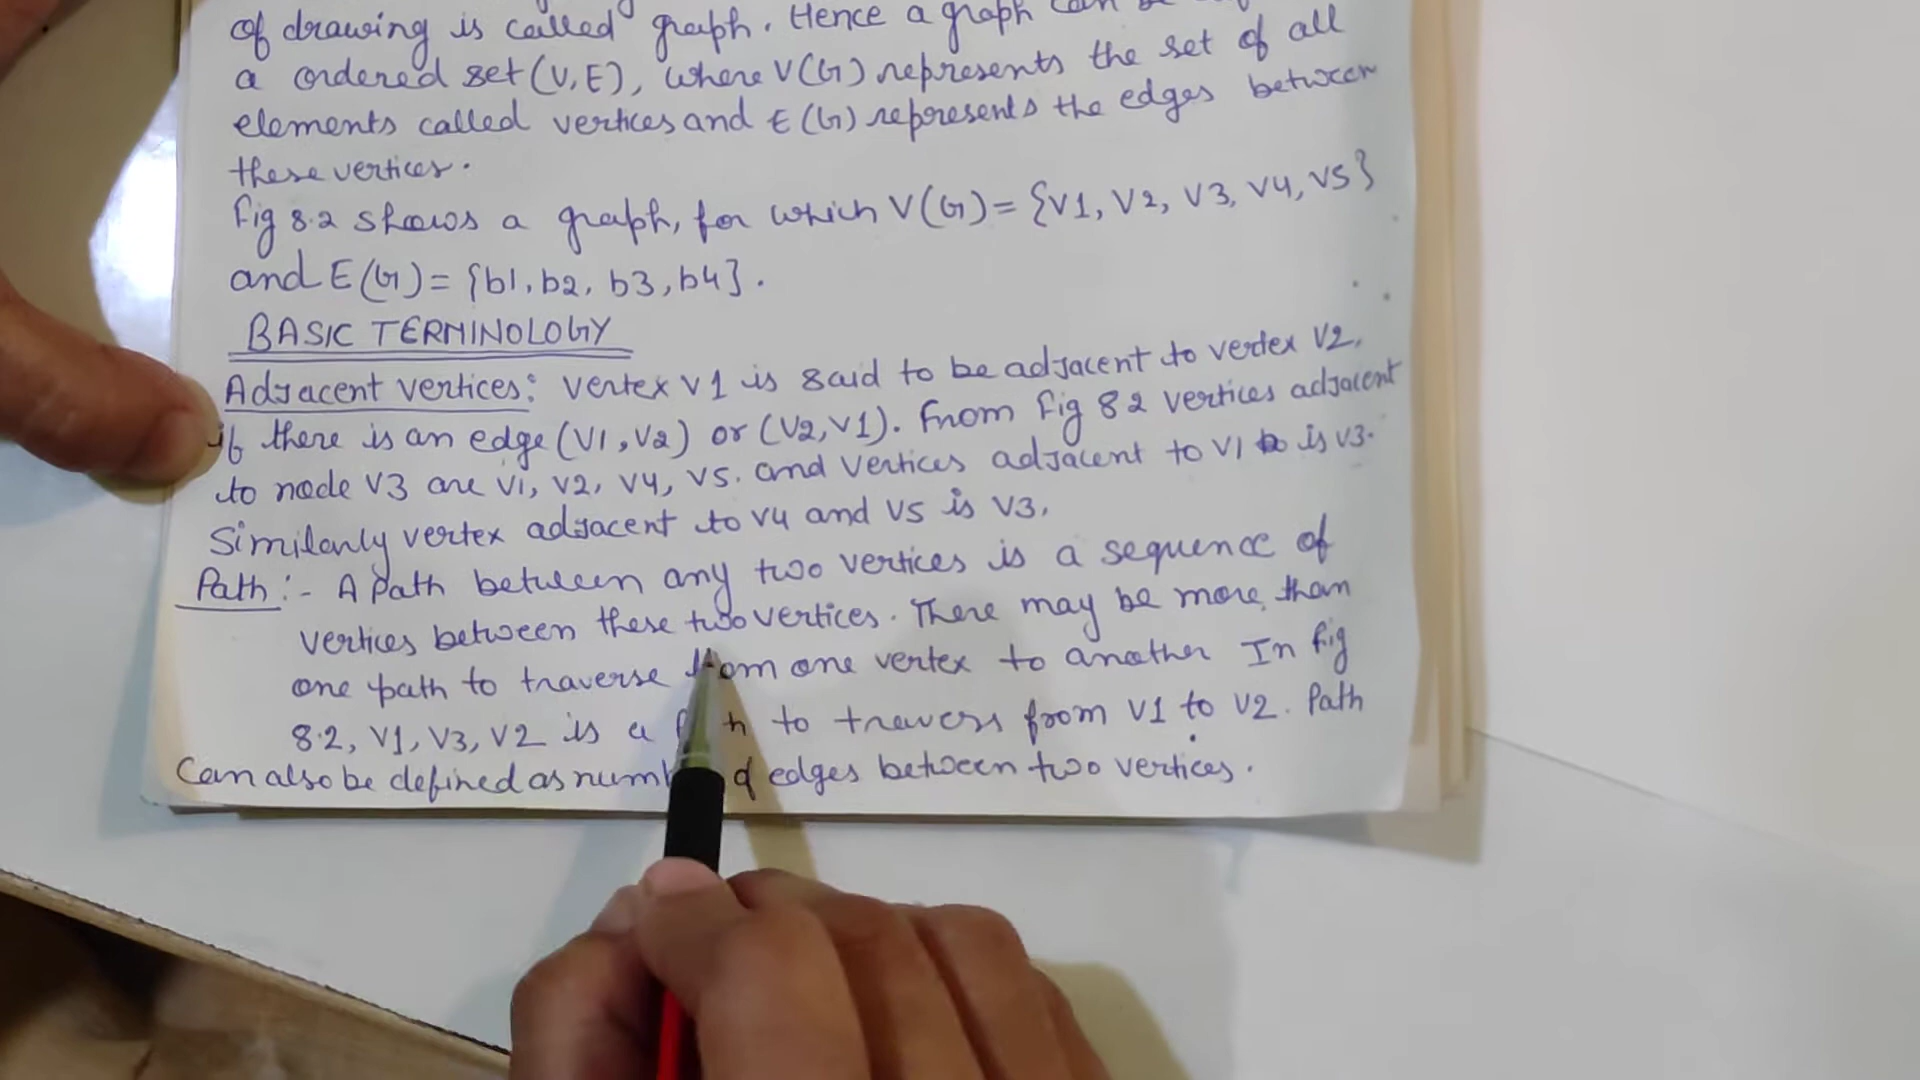 of drawing is called graph. Hence a graph can be
a ordered set (V,E), where V(G) represents the set of all
elements called vertices and E(G) represents the edges between
these vertices.
Fig 8.2 shows a graph, for which V(G)= {V1, V2, V3, V4, V5}
and E(G)= {b1, b2, b3, b4}.
BASIC TERMINOLOGY
Adjacent vertices: Vertex V1 is said to be adjacent to vertex V2,
if there is an edge (V1,V2) or (V2,V1). From Fig 8 2 vertices adjacent
to node V3 are V1, V2, V4, V5. and vertices adjacent to V1 is V3.
Similarly vertex adjacent to V4 and V5 is V3.
Path:- A path between any two vertices is a sequence of
vertices between these two vertices. There may be more than
one path to traverse from one vertex to another In Fig
8.2, V1, V3, V2 is a to travers from V1 to V2. Path
Can also be defined as of edges between two vertices.